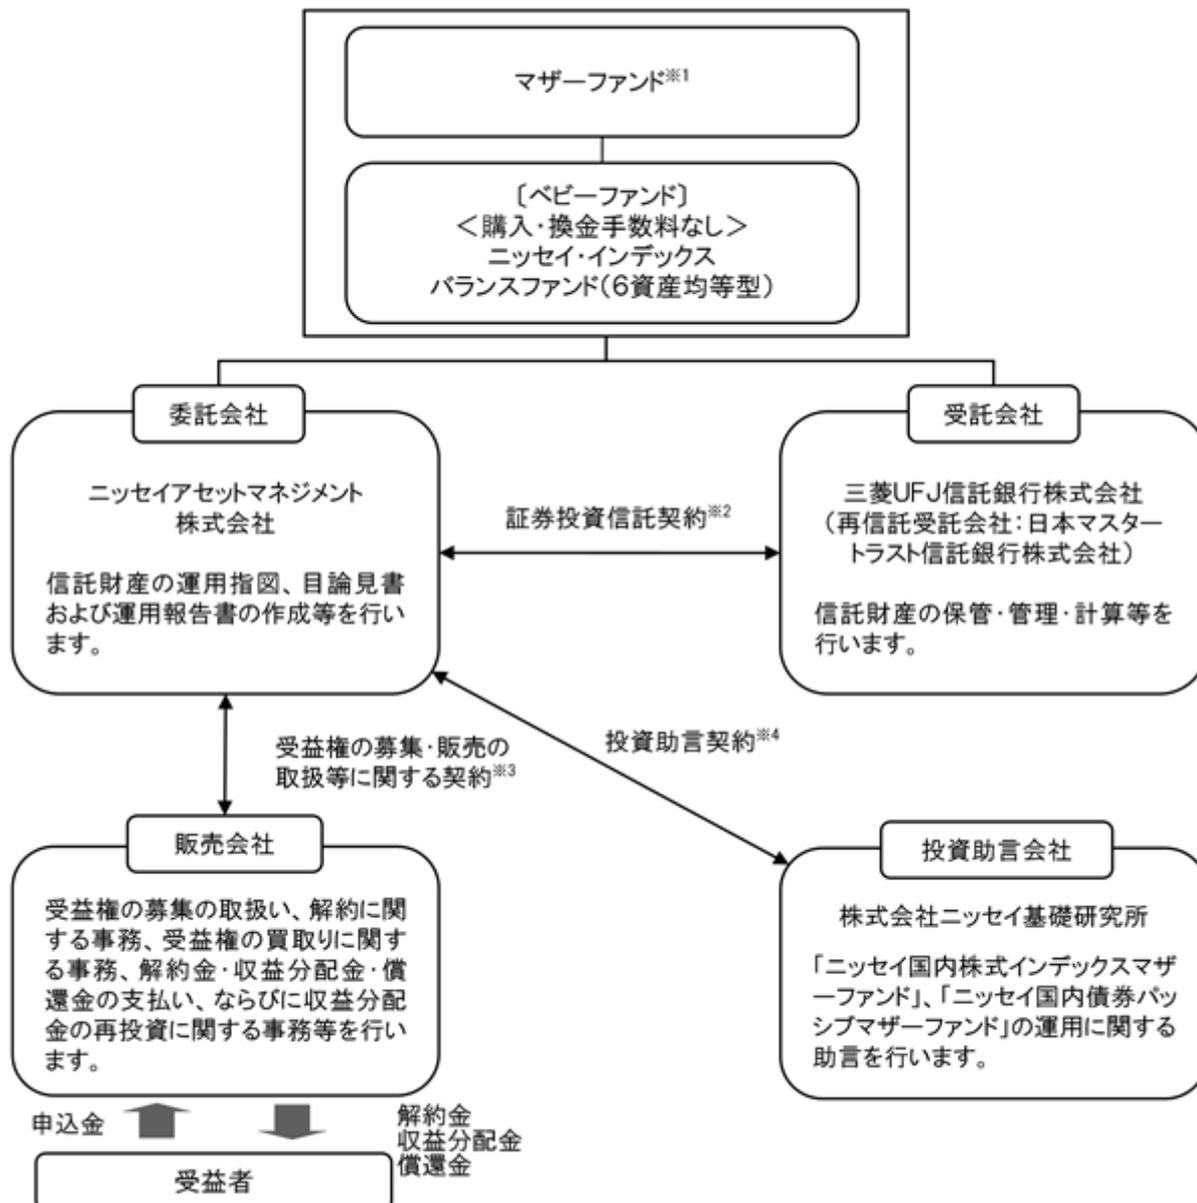 マザーファンド※1
〔ベビーファンド〕
＜購入・換金手数料なし＞
ニッセイ・インデックス
バランスファンド（６資産均等型）
委託会社
ニッセイアセットマネジメント
株式会社
信託財産の運用指図、目論見書
および運用報告書の作成等を行い
ます。
証券投資信託契約※2
受託会社
三菱UFJ信託銀行株式会社
（再信託受託会社：日本マスター
トラスト信託銀行株式会社）
信託財産の保管・管理・計算等を
行います。
受益権の募集・販売の
取扱等に関する契約※3
投資助言契約※4
販売会社
受益権の募集の取扱い、解約に関
する事務、受益権の買取りに関す
る事務、解約金・収益分配金・償
還金の支払い、ならびに収益分配
金の再投資に関する事務等を行い
ます。
投資助言会社
株式会社ニッセイ基礎研究所
「ニッセイ国内株式インデックスマザ
ーファンド」、「ニッセイ国内債券パッ
シブマザーファンド」の運用に関する
助言を行います。
申込金
解約金
収益分配金
償還金
受益者